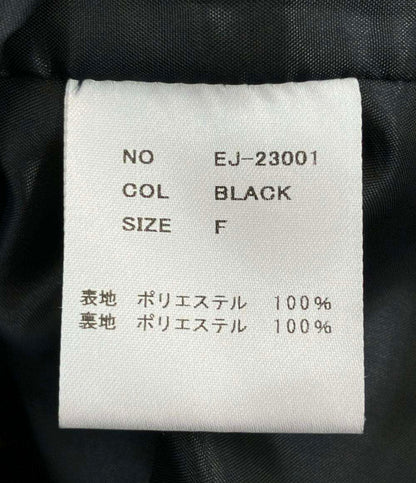 NO EJ-23001
COL BLACK
SIZE F
表地 ポリエステル 100%
裏地 ポリエステル 100%